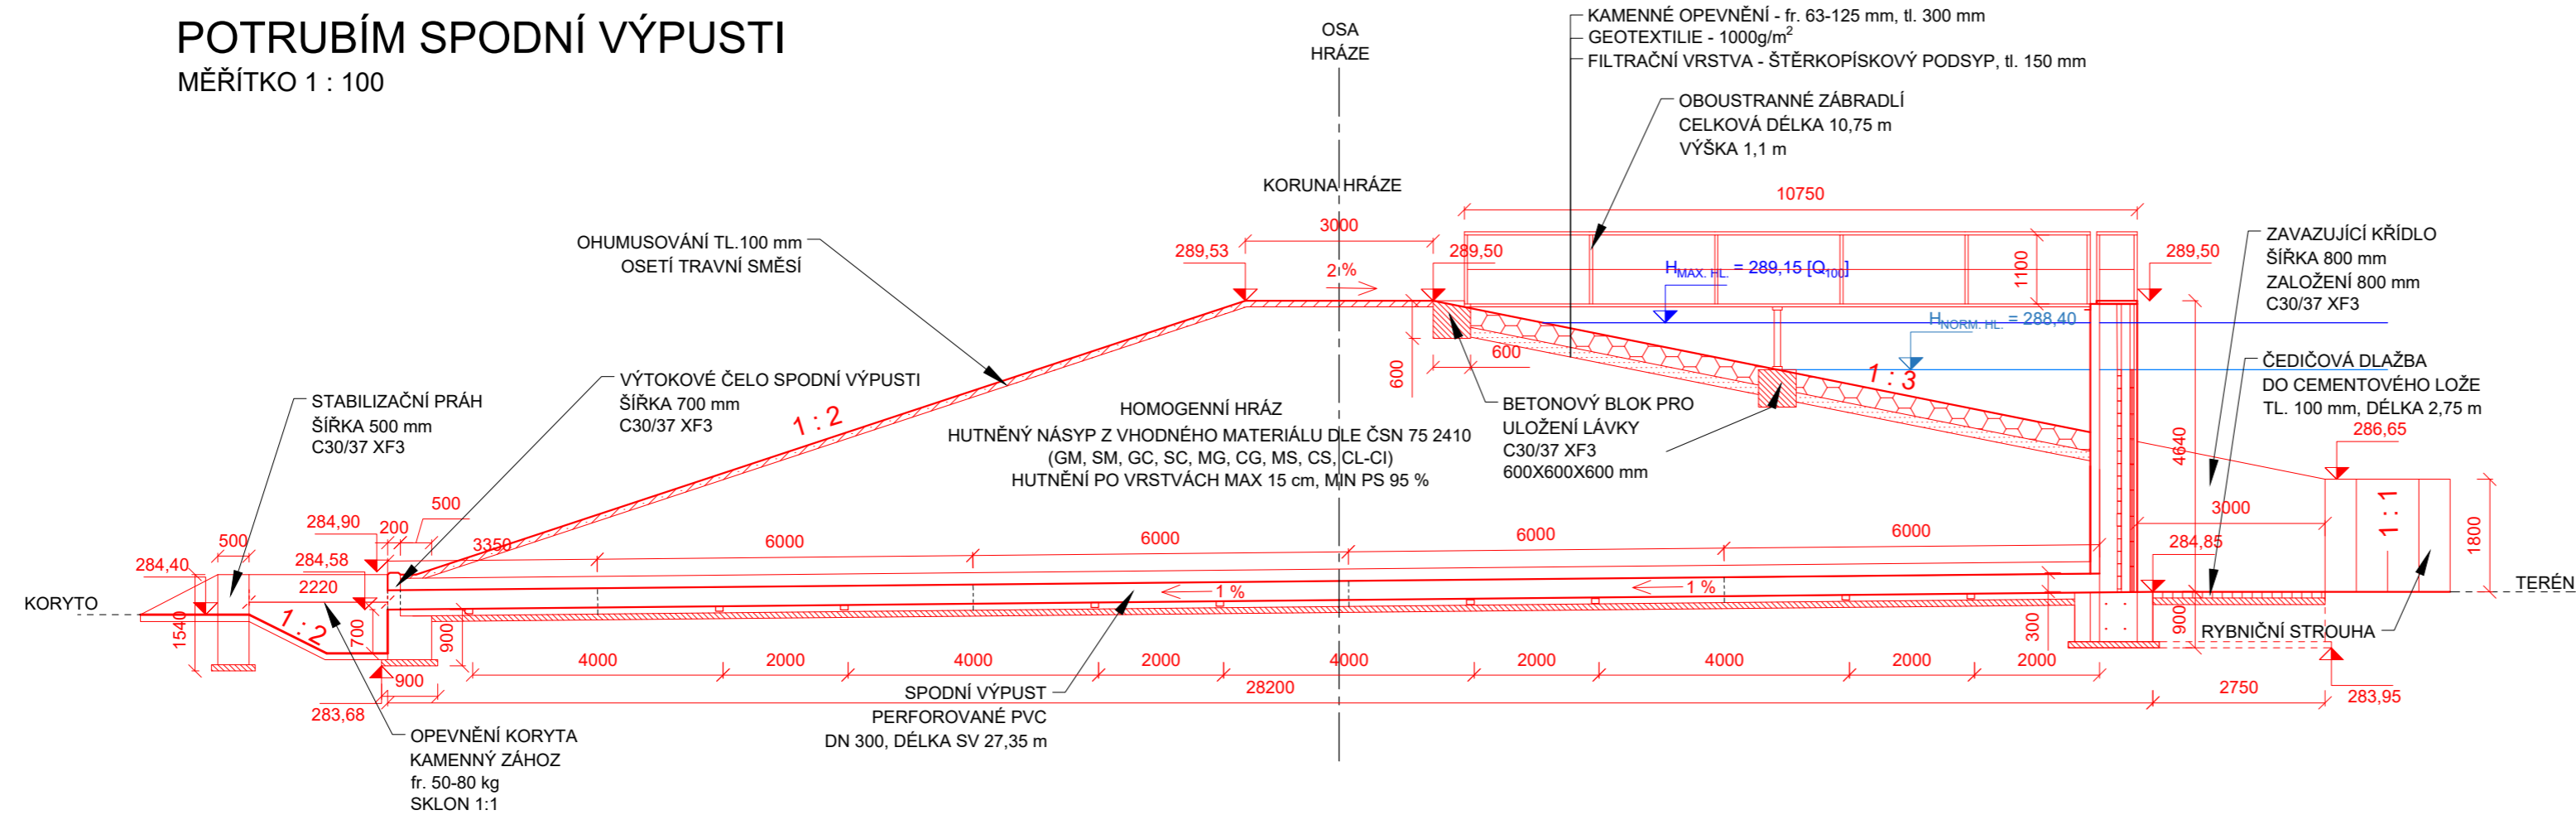 POTRUBÍM SPODNÍ VÝPUSTI
MĚŘÍTKO 1 : 100
OSA
HRÁZE
KAMENNÉ OPEVNĚNÍ - fr. 63-125 mm, tl. 300 mm
GEOTEXTILIE - 1000g/m²
FILTRAČNÍ VRSTVA - ŠTĚRKOPÍSKOVÝ PODSYP, tl. 150 mm
OBOUSTRANNÉ ZÁBRADLÍ
CELKOVÁ DÉLKA 10,75 m
VÝŠKA 1,1 m
KORUNA HRÁZE
10750
3000
OHUMUSOVÁNÍ TL.100 mm
OSETÍ TRAVNÍ SMĚSÍ
289,53
289,50
2 %
H MAX. HL. = 289,15 [Q100]
1100
289,50
ZAVAZUJÍCÍ KŘÍDLO
ŠÍŘKA 800 mm
ZALOŽENÍ 800 mm
C30/37 XF3
H NORM. HL. = 288,40
600
600
1 : 3
ČEDIČOVÁ DLAŽBA
DO CEMENTOVÉHO LOŽE
TL. 100 mm, DÉLKA 2,75 m
VÝTOKOVÉ ČELO SPODNÍ VÝPUSTI
ŠÍŘKA 700 mm
C30/37 XF3
STABILIZAČNÍ PRÁH
ŠÍŘKA 500 mm
C30/37 XF3
1 : 2
HOMOGENNÍ HRÁZ
HUTNĚNÝ NÁSYP Z VHODNÉHO MATERIÁLU DLE ČSN 75 2410
(GM, SM, GC, SC, MG, CG, MS, CS, CL-CI)
HUTNĚNÍ PO VRSTVÁCH MAX 15 cm, MIN PS 95 %
BETONOVÝ BLOK PRO
ULOŽENÍ LÁVKY
C30/37 XF3
600X600X600 mm
4640
286,65
500
284,90
200
500
3350
6000
6000
6000
6000
3000
1 : 1
1800
284,40
284,58
284,85
2220
1 %
1 %
KORYTO
TERÉN
1540
1 : 2
700
900
300
900
RYBNIČNÍ STROUHA
4000
2000
4000
2000
4000
2000
4000
2000
2000
900
28200
2750
283,68
283,95
SPODNÍ VÝPUST
PERFOROVANÉ PVC
DN 300, DÉLKA SV 27,35 m
OPEVNĚNÍ KORYTA
KAMENNÝ ZÁHOZ
fr. 50-80 kg
SKLON 1:1